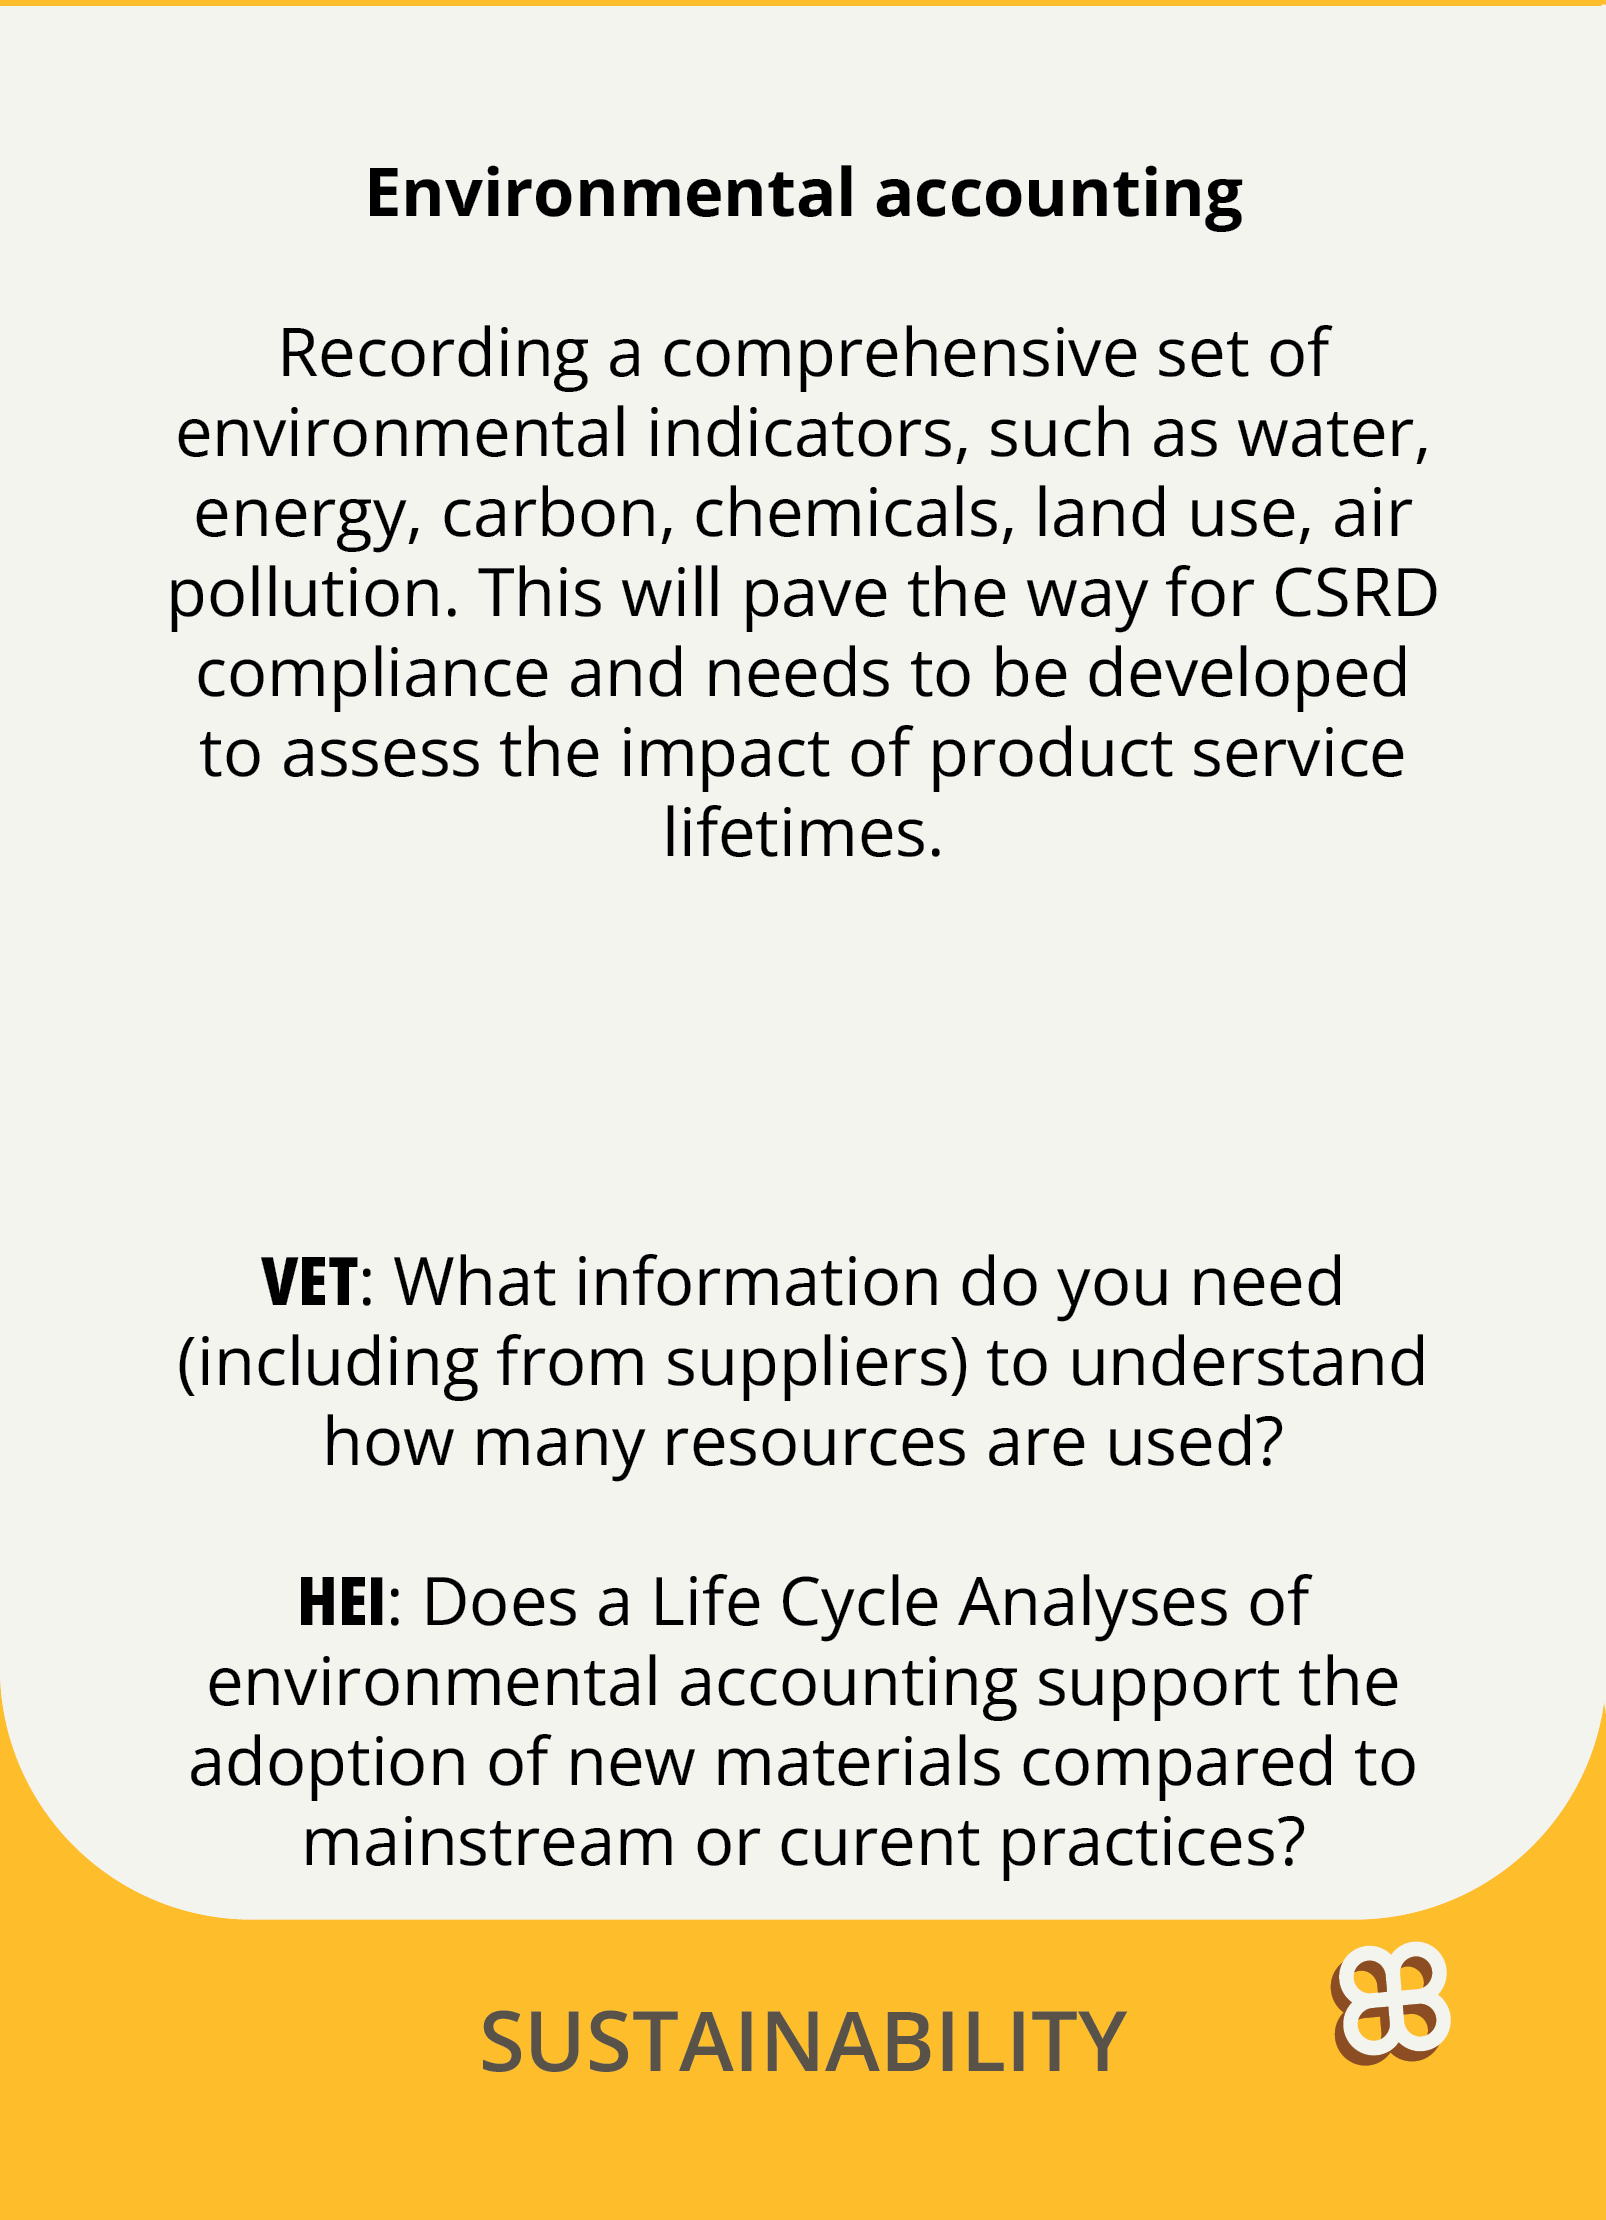 Environmental accounting
Recording a comprehensive set of
environmental indicators, such as water,
energy, carbon, chemicals, land use, air
pollution. This will pave the way for CSRD
compliance and needs to be developed
to assess the impact of product service
lifetimes.
VET: What information do you need
(including from suppliers) to understand
how many resources are used?
HEI: Does a Life Cycle Analyses of
environmental accounting support the
adoption of new materials compared to
mainstream or curent practices?
SUSTAINABILITY